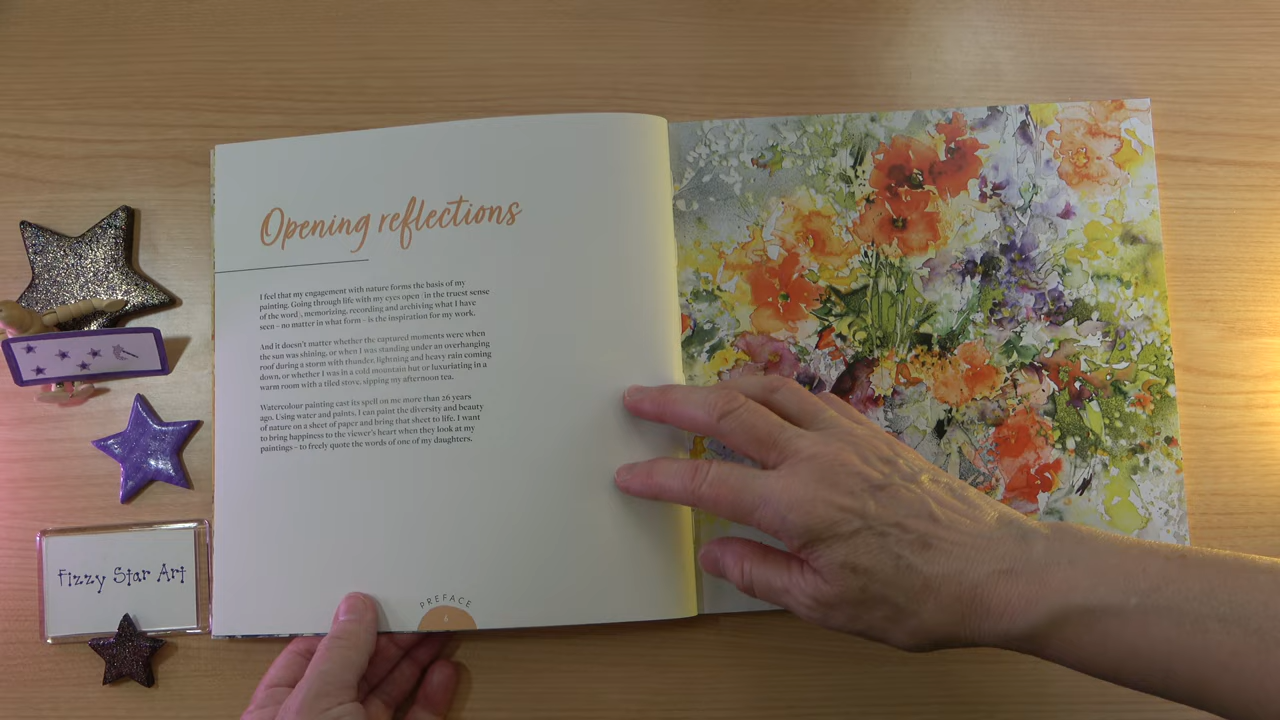 Opening reflections
I feel that my engagement with nature forms the basis of my
painting. Going through life with my eyes open in the truest sense
of the word, memorizing, recording and archiving what I have
seen – no matter in what form – is the inspiration for my work.
And it doesn't matter whether the captured moments were when
the sun was shining, or when I was standing under an overhanging
roof during a storm with thunder, lightning and heavy rain coming
down, or whether I was in a cold mountain hut or luxuriating in a
warm room with a tiled stove, sipping my afternoon tea.
Watercolour painting cast its spell on me more than 26 years
ago. Using water and paints, I can paint the diversity and beauty
of nature on a sheet of paper and bring that sheet to life. I want
to bring happiness to the viewer's heart when they look at my
paintings – to freely quote the words of one of my daughters.
PREFACE
6
Fizzy Star Art